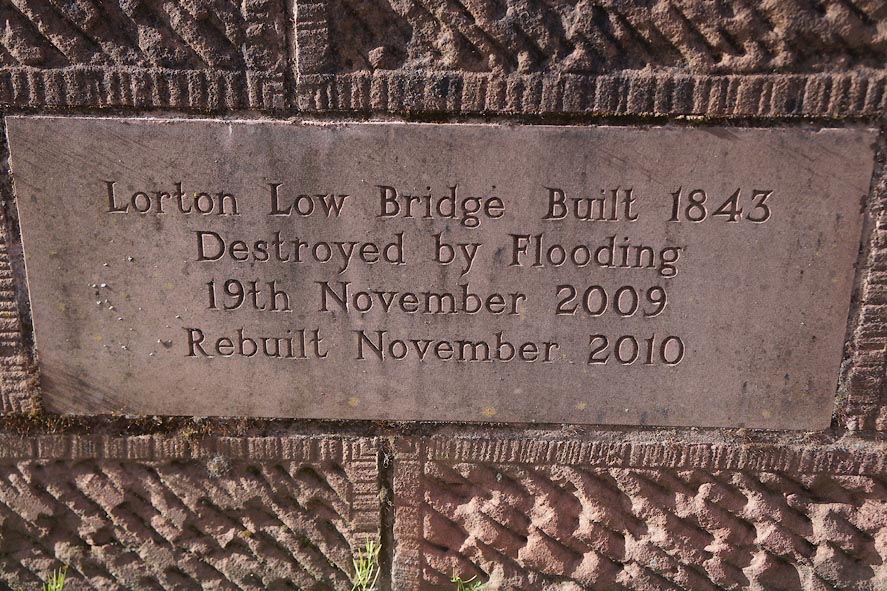 Lorton Low Bridge Built 1843
Destroyed by Flooding
19th November 2009
Rebuilt November 2010